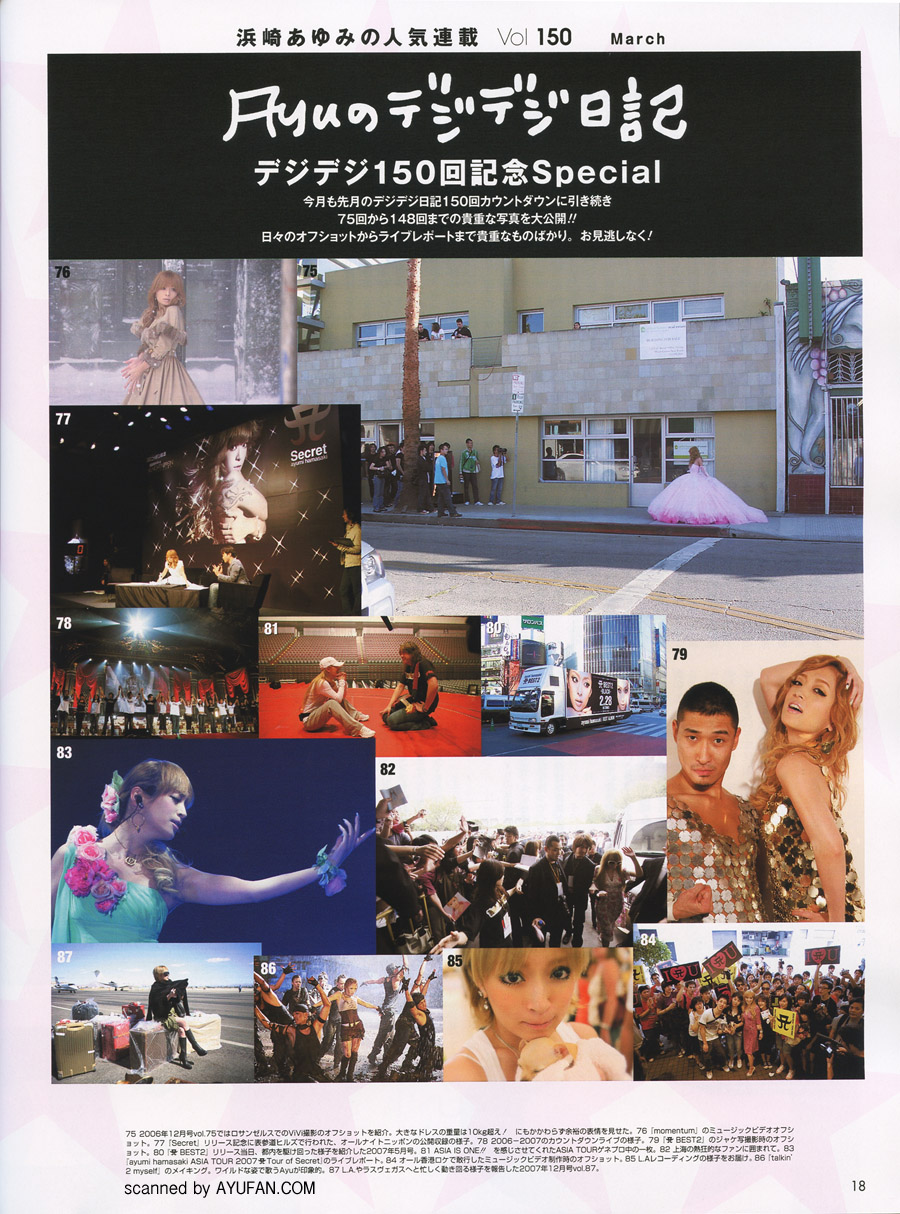 浜崎あゆみの人気連載 Vol 150 March
Ayuのデジデジ日記
デジデジ150回記念Special
今月も先月のデジデジ日記150回カウントダウンに引き続き
75回から148回までの貴重な写真を大公開!!
日々のオフショットからライブレポートまで貴重なものばかり。お見逃しなく!
76
75
77
Secret
ayumi hamasaki
78
81
80
BEST2
2.28
79
83
82
87
86
85
84
I U
I U
75 2006年12月号vol.75ではロサンゼルスでのViVi撮影のオフショットを紹介。大きなドレスの重量は10kg超え! にもかかわらず余裕の表情を見せた。76「momentum」のミュージックビデオオフシ
ョット。77「Secret」リリース記念に表参道ヒルズで行われた、オールナイトニッポンの公開収録の様子。78 2006-2007のカウントダウンライブの様子。79「A BEST2」のジャケ写撮影時のオフシ
ョット。80「A BEST2」リリース当日、都内を駆け回った様子を紹介した2007年5月号。81 ASIA IS ONE!! を感じさせてくれたASIA TOURゲネプロ中の一枚。82 上海の熱狂的なファンに囲まれて。83
「ayumi hamasaki ASIA TOUR 2007 A Tour of Secret」のライブレポート。84 オール香港ロケで敢行したミュージックビデオ制作時のオフショット。85 LAレコーディングの様子をお届け。86「talkin'
2 myself」のメイキング。ワイルドな姿で歌うAyuが印象的。87 L.A.やラスヴェガスへと忙しく動き回る様子を報告した2007年12月号vol.87。
scanned by AYUFAN.COM
18